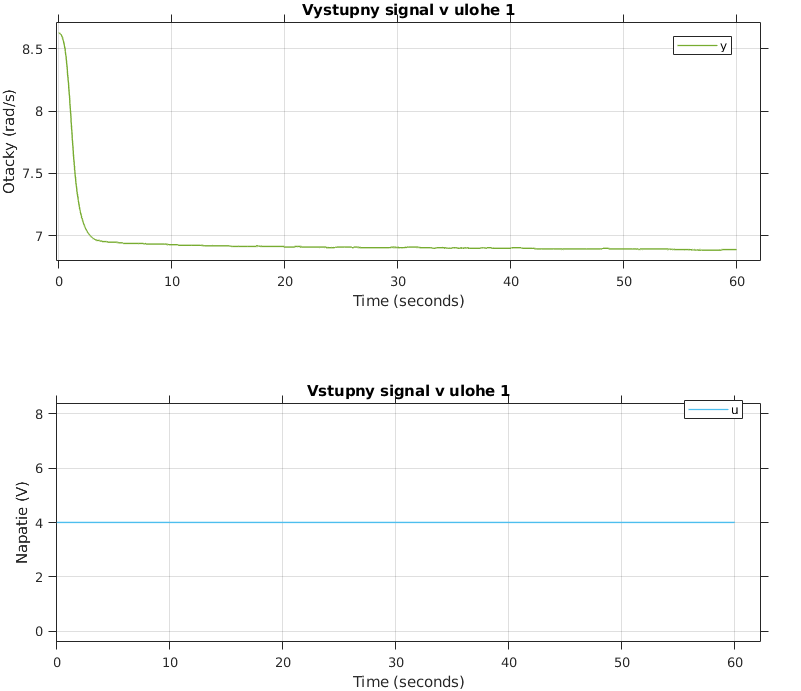 Vystupny signal v ulohe 1
y
8.5
8
7.5
7
Otacky (rad/s)
0 10 20 30 40 50 60
Time (seconds)
Vstupny signal v ulohe 1
u
8
6
4
2
0
Napatie (V)
0 10 20 30 40 50 60
Time (seconds)